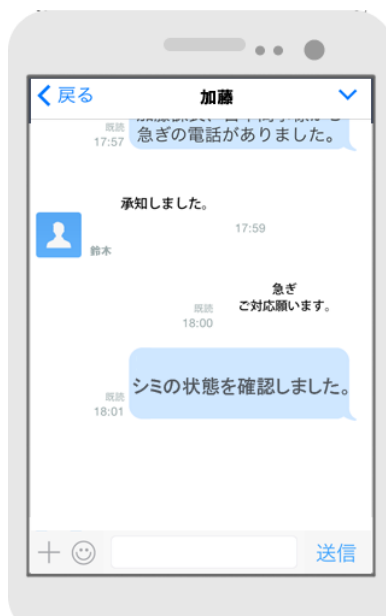 戻る
加藤
急ぎの電話がありました。
既読
17:57
承知しました。
17:59
鈴木
急ぎ
ご対応願います。
既読
18:00
シミの状態を確認しました。
既読
18:01
送信